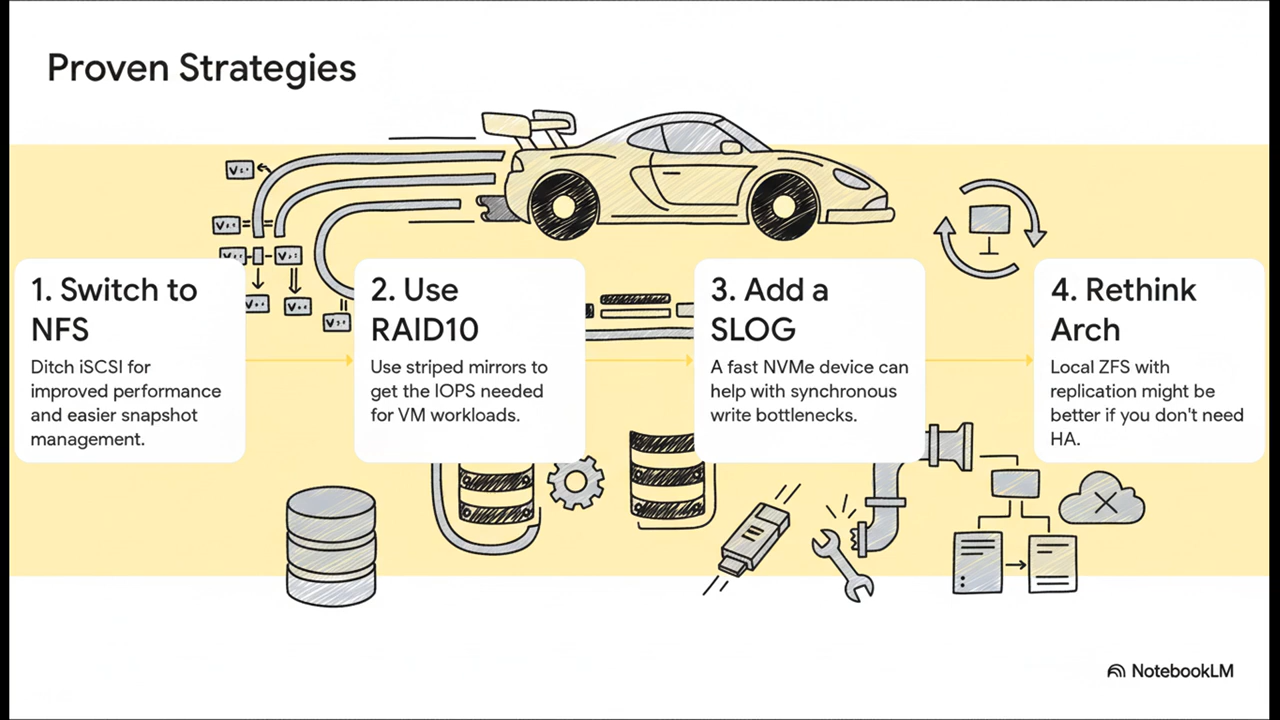 Proven Strategies
1. Switch to
NFS
Ditch iSCSI for
improved performance
and easier snapshot
management.
2. Use
RAID10
Use striped mirrors to
get the IOPS needed
for VM workloads.
3. Add a
SLOG
A fast NVMe device can
help with synchronous
write bottlenecks.
4. Rethink
Arch
Local ZFS with
replication might be
better if you don't need
HA.
NotebookLM